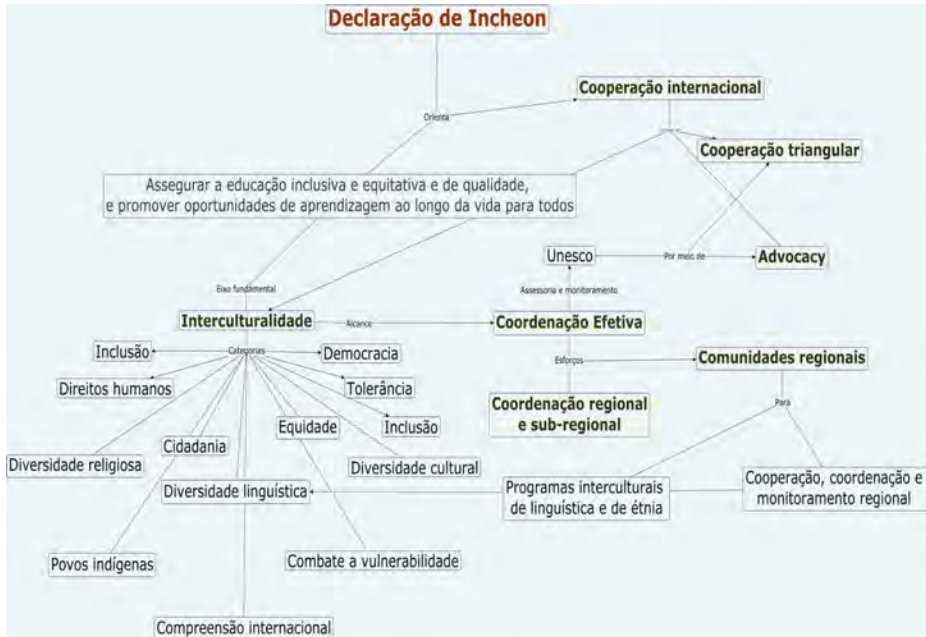 Declaração de Incheon
Cooperação internacional
Orienta
Cooperação triangular
Assegurar a educação inclusiva e equitativa e de qualidade,
e promover oportunidades de aprendizagem ao longo da vida para todos
Unesco
Por meio de
Advocacy
Eixo fundamental
Assessoria e monitoramento
Interculturalidade
Alcance
Coordenação Efetiva
Inclusão
Categorias
Democracia
Esforços
Comunidades regionais
Direitos humanos
Tolerância
Coordenação regional
e sub-regional
Para
Equidade
Inclusão
Cidadania
Diversidade religiosa
Diversidade cultural
Diversidade linguística
Programas interculturais
de linguística e de étnia
Cooperação, coordenação e
monitoramento regional
Povos indígenas
Combate a vulnerabilidade
Compreensão internacional